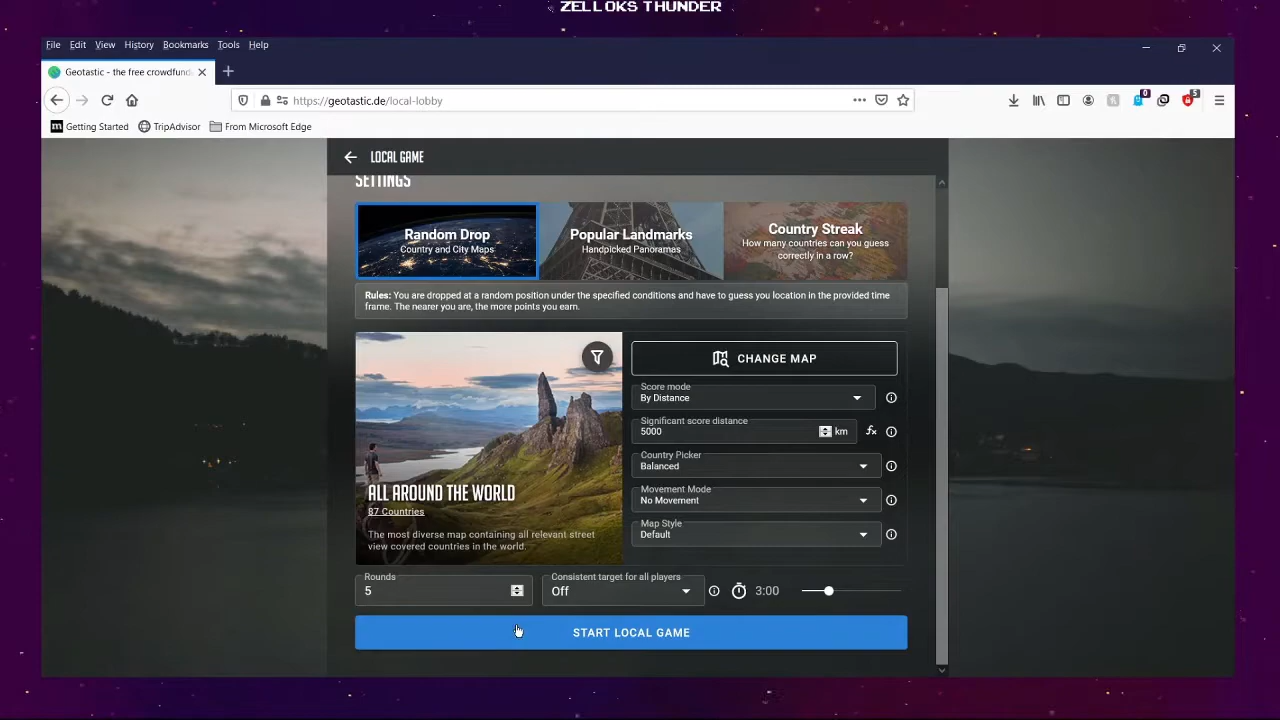 ZELLOKS THUNDER
File Edit View History Bookmarks Tools Help
Geotastic - the free crowdfund
https://geotastic.de/local-lobby
0
5
Getting Started TripAdvisor From Microsoft Edge
LOCAL GAME
SETTINGS
Random Drop
Country and City Maps
Popular Landmarks
Handpicked Panoramas
Country Streak
How many countries can you guess
correctly in a row?
Rules: You are dropped at a random position under the specified conditions and have to guess you location in the provided time
frame. The nearer you are, the more points you earn.
ALL AROUND THE WORLD
87 Countries
The most diverse map containing all relevant street
view covered countries in the world.
CHANGE MAP
Score mode
By Distance
Significant score distance
5000 km
Country Picker
Balanced
Movement Mode
No Movement
Map Style
Default
Rounds
5
Consistent target for all players
Off
3:00
START LOCAL GAME